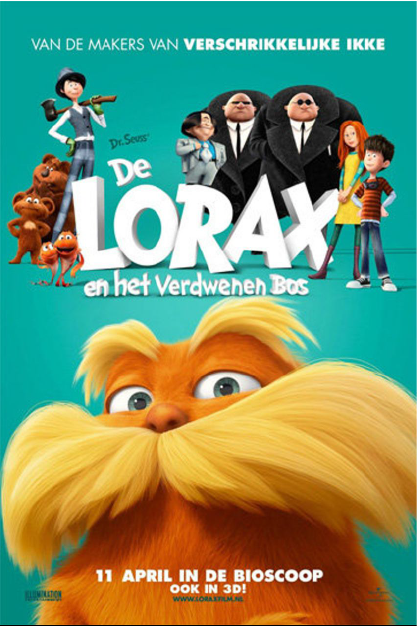 VAN DE MAKERS VAN VERSCHRIKKELIJKE IKKE
Dr. Seuss'
De
LORAX
en het Verdwenen Bos
11 APRIL IN DE BIOSCOOP
OOK IN 3D!
WWW.LORAXFILM.NL
ILLUMINATION